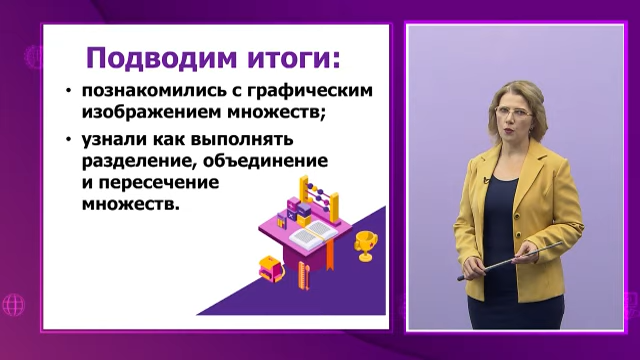 Подводим итоги:
• познакомились с графическим
изображением множеств;
• узнали как выполнять
разделение, объединение
и пересечение
множеств.